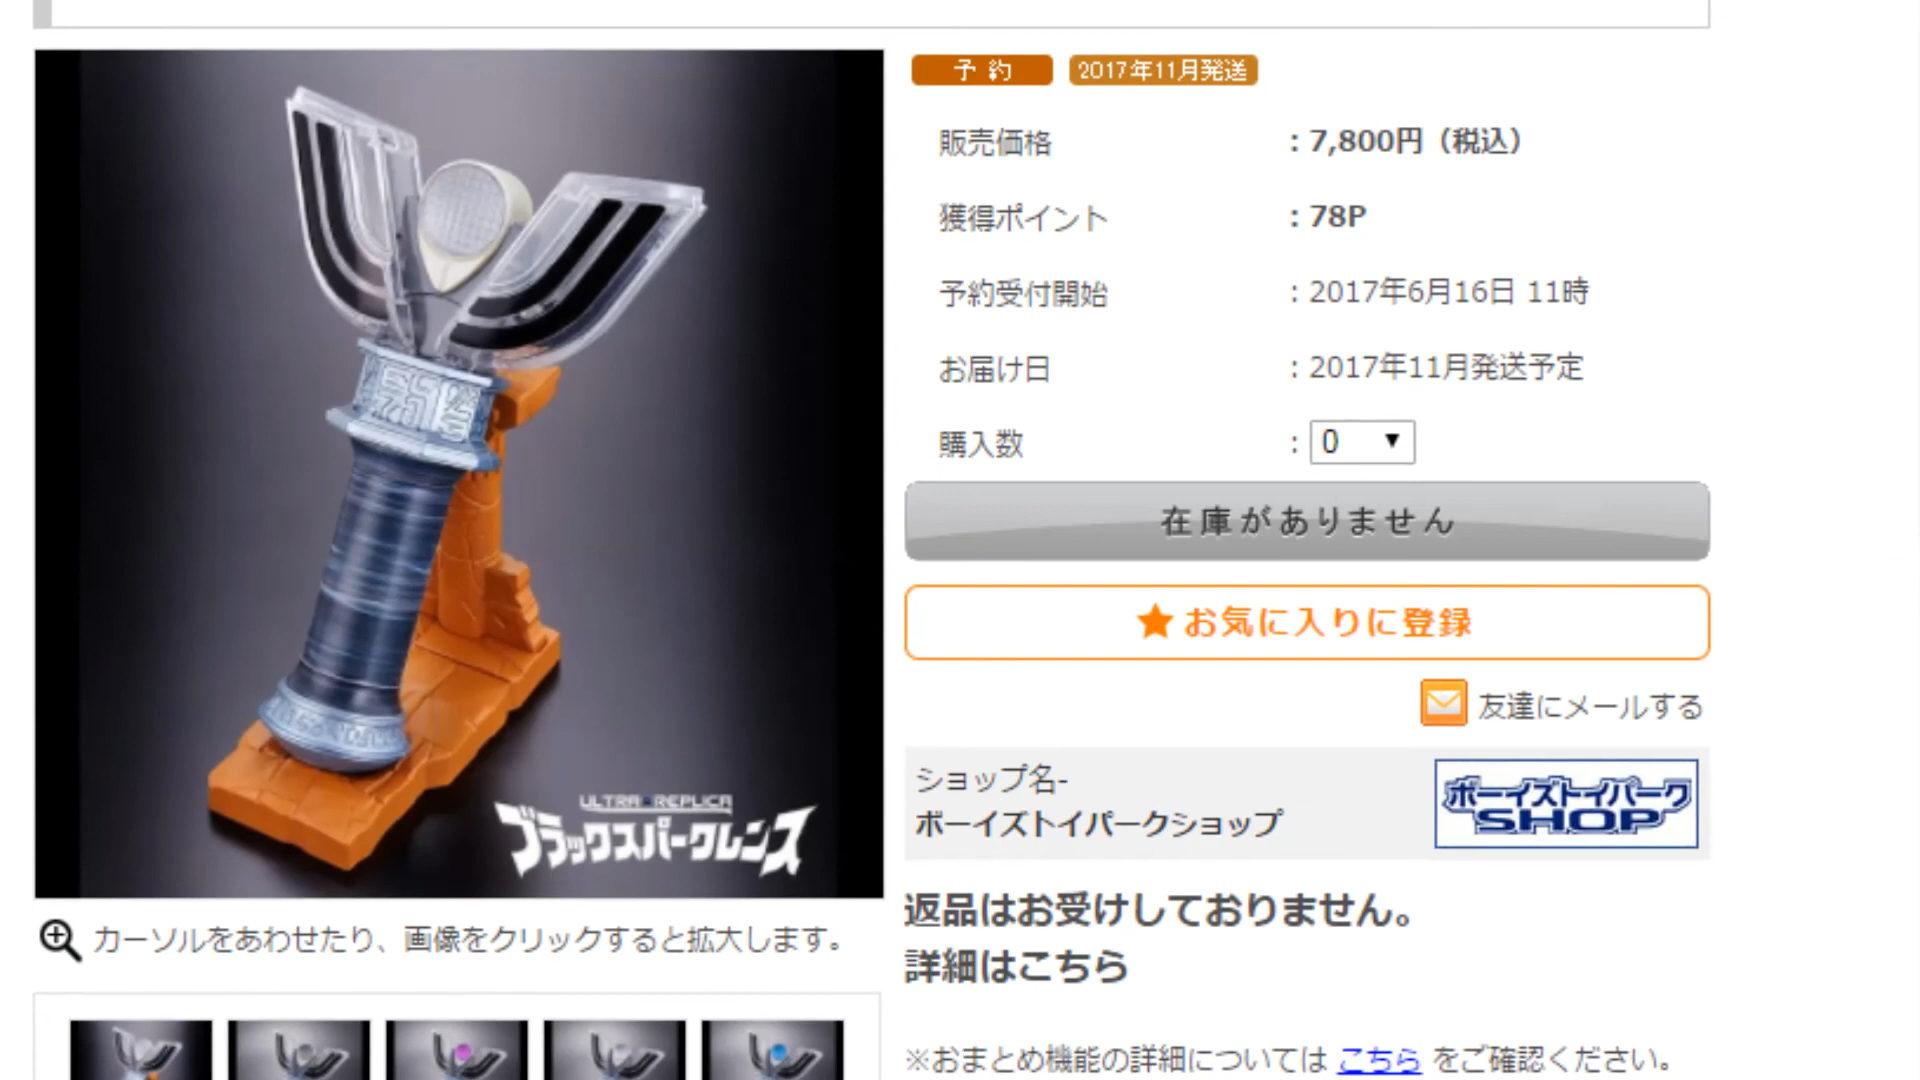 予約 2017年11月発送
販売価格 : 7,800円（税込）
獲得ポイント : 78P
予約受付開始 : 2017年6月16日 11時
お届け日 : 2017年11月発送予定
購入数 : 0 ▼
在庫がありません
★お気に入りに登録
友達にメールする
ショップ名-
ボーイズトイパークショップ
ボーイズトイパーク
SHOP
返品はお受けしておりません。
詳細はこちら
※おまとめ機能の詳細については こちら をご確認ください。
ULTRA REPLICA
ブラックスパークレンス
カーソルをあわせたり、画像をクリックすると拡大します。